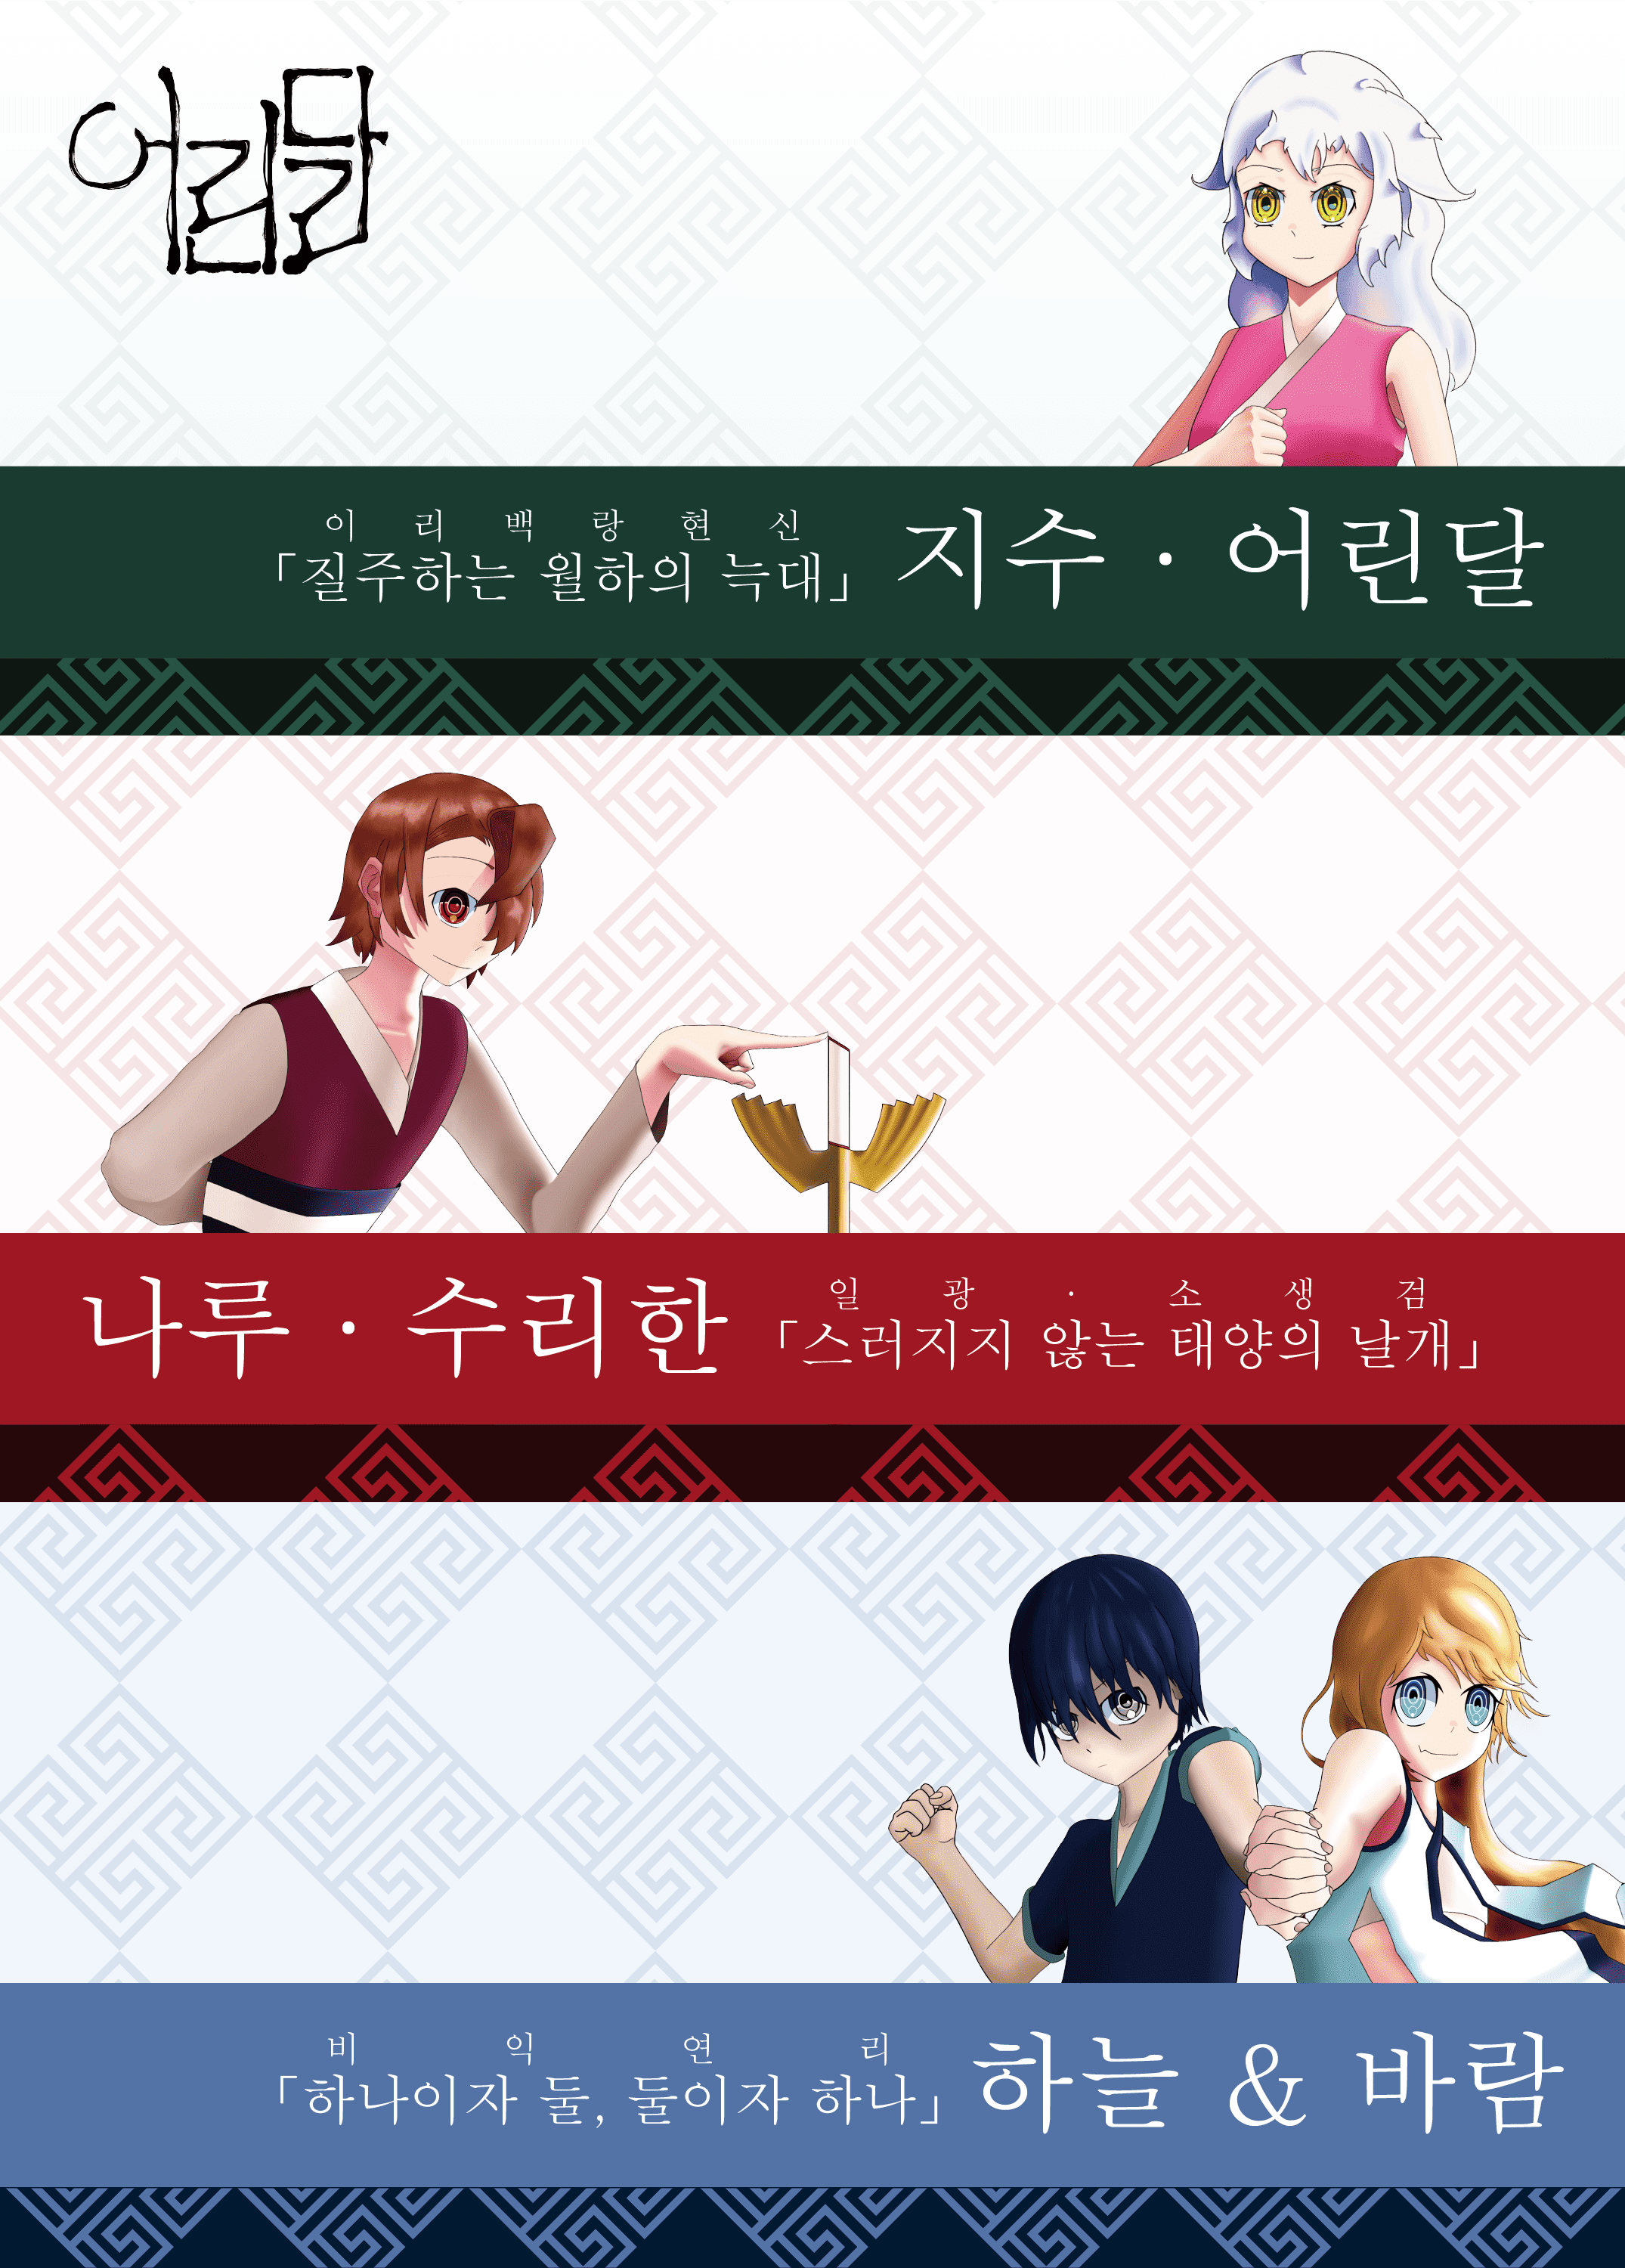 어린달
이리백랑현신
「질주하는 월하의 늑대」 지수 · 어린달
일광·소생검
나루 · 수리한 「스러지지 않는 태양의 날개」
비익연리
「하나이자 둘, 둘이자 하나」 하늘 & 바람